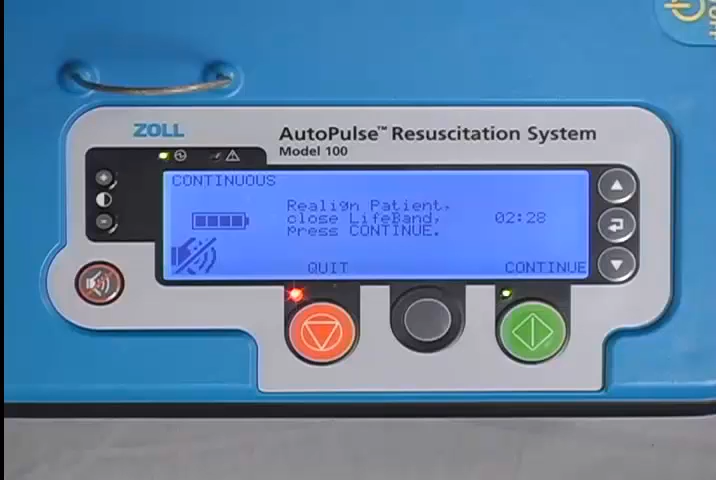 ZOLL
AutoPulse™ Resuscitation System
Model 100
CONTINUOUS
Realign Patient,
close LifeBand,
Press CONTINUE.
02:28
QUIT
CONTINUE